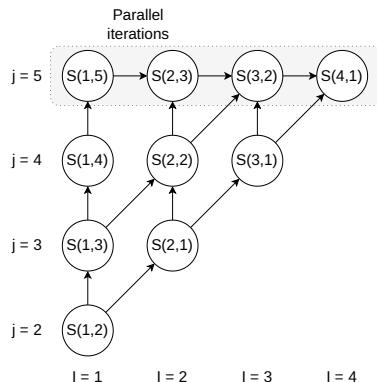 Parallel
iterations
j = 5 S(1,5) S(2,3) S(3,2) S(4,1)
j = 4 S(1,4) S(2,2) S(3,1)
j = 3 S(1,3) S(2,1)
j = 2 S(1,2)
I = 1 I = 2 I = 3 I = 4